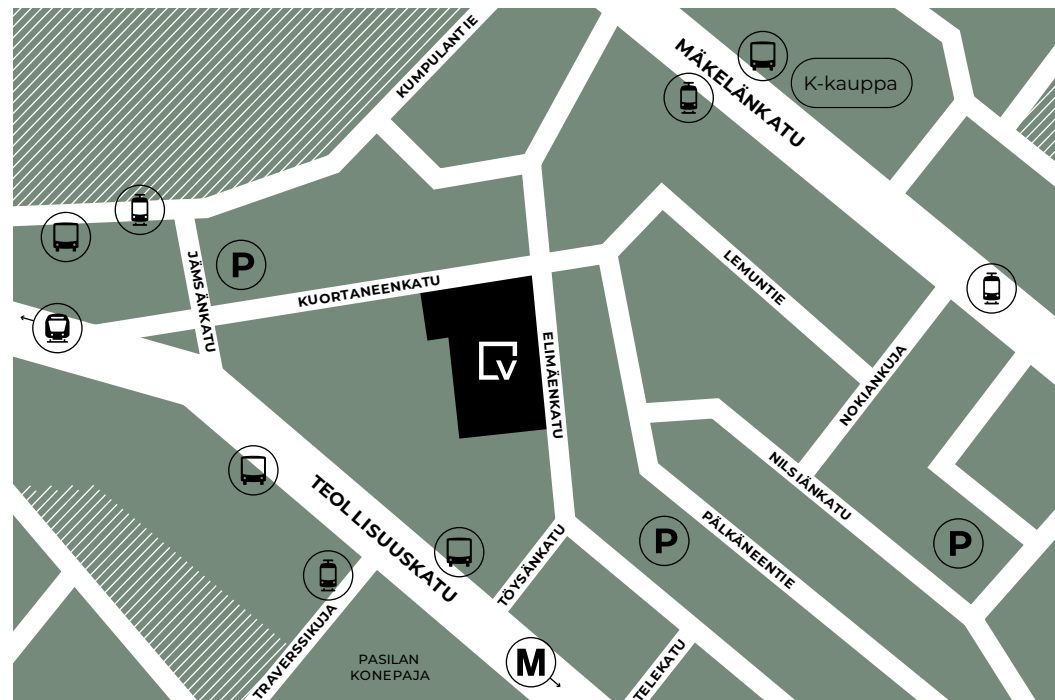 KUMPULANTIE
MÄKELÄNKATU
K-kauppa
JÄMSÄNKATU
P
KUORTANEENKATU
LEMUNTIE
ELIMÄENKATU
V
NOKIANKUJA
NILSIÄNKATU
TEOLLISUUSKATU
PÄLKÄNEENTIE
P
P
TÖYSÄNKATU
TRAVERSSIKUJA
PASILAN
KONEPAJA
M
TELEKATU